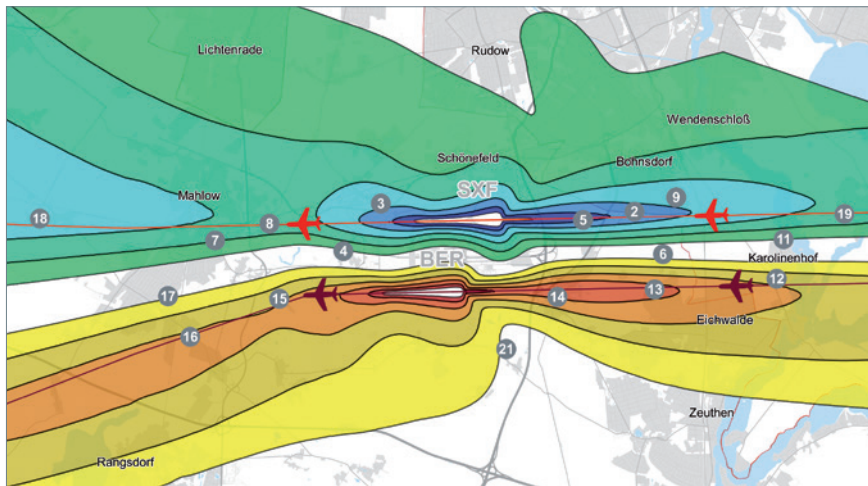 Lichtenrade
Rudow
Wendenschloß
Schönefeld
Bohnsdorf
SXF
Mahlow
3
9
2
18
8
5
19
7
4
6
11
BER
Karolinenhof
12
17
15
14
13
16
Eichwalde
21
Zeuthen
Rangsdorf